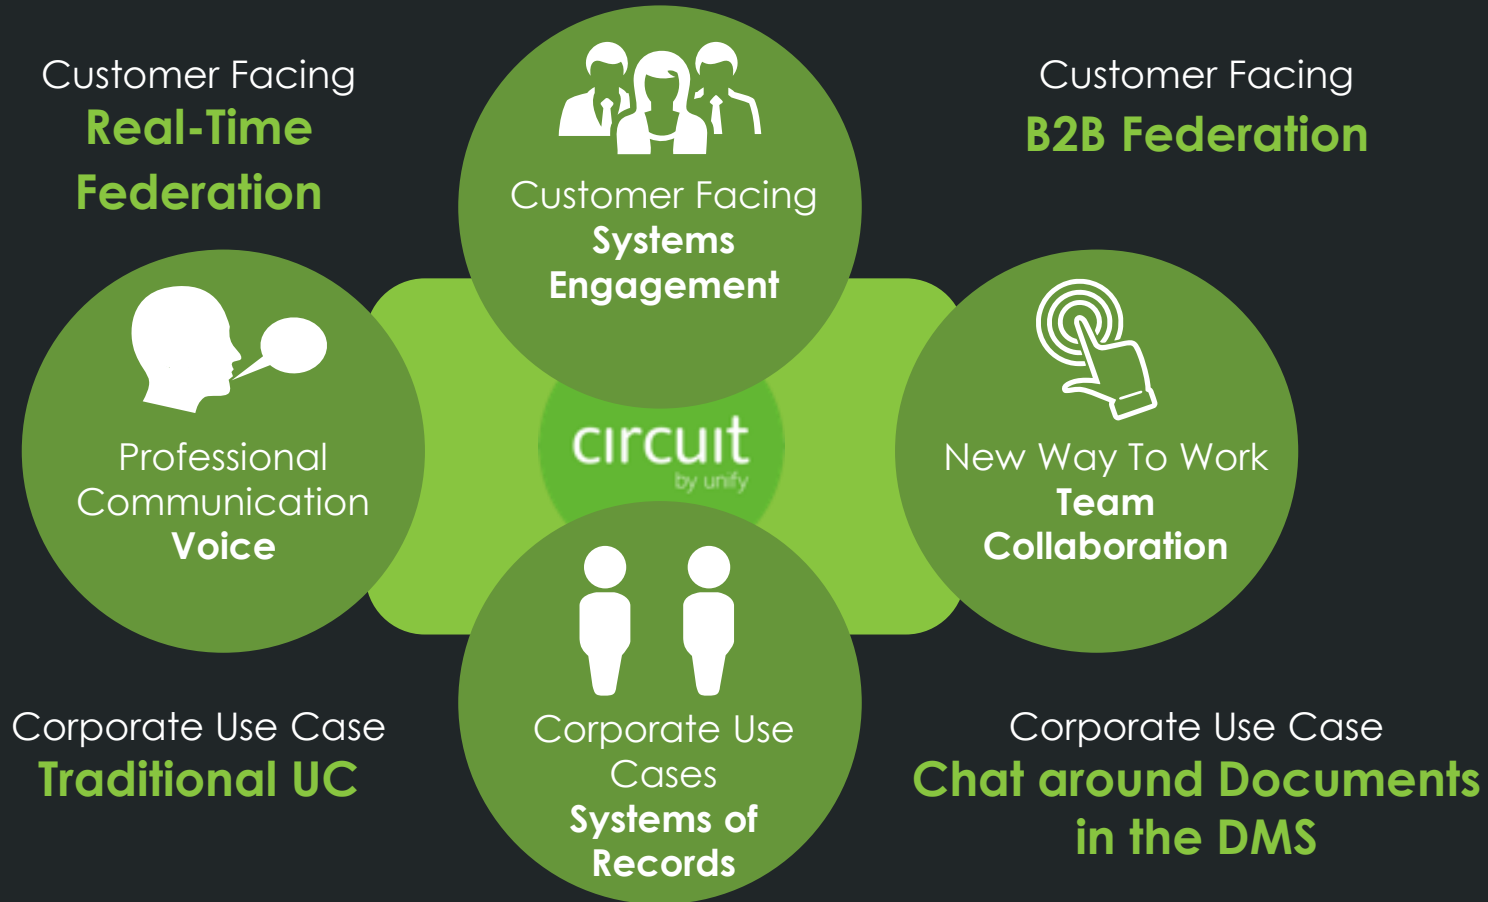 Customer Facing
Real-Time
Federation
Customer Facing
Systems
Engagement
Customer Facing
B2B Federation
Professional
Communication
Voice
circuit
by unify
New Way To Work
Team
Collaboration
Corporate Use Case
Traditional UC
Corporate Use
Cases
Systems of
Records
Corporate Use Case
Chat around Documents
in the DMS